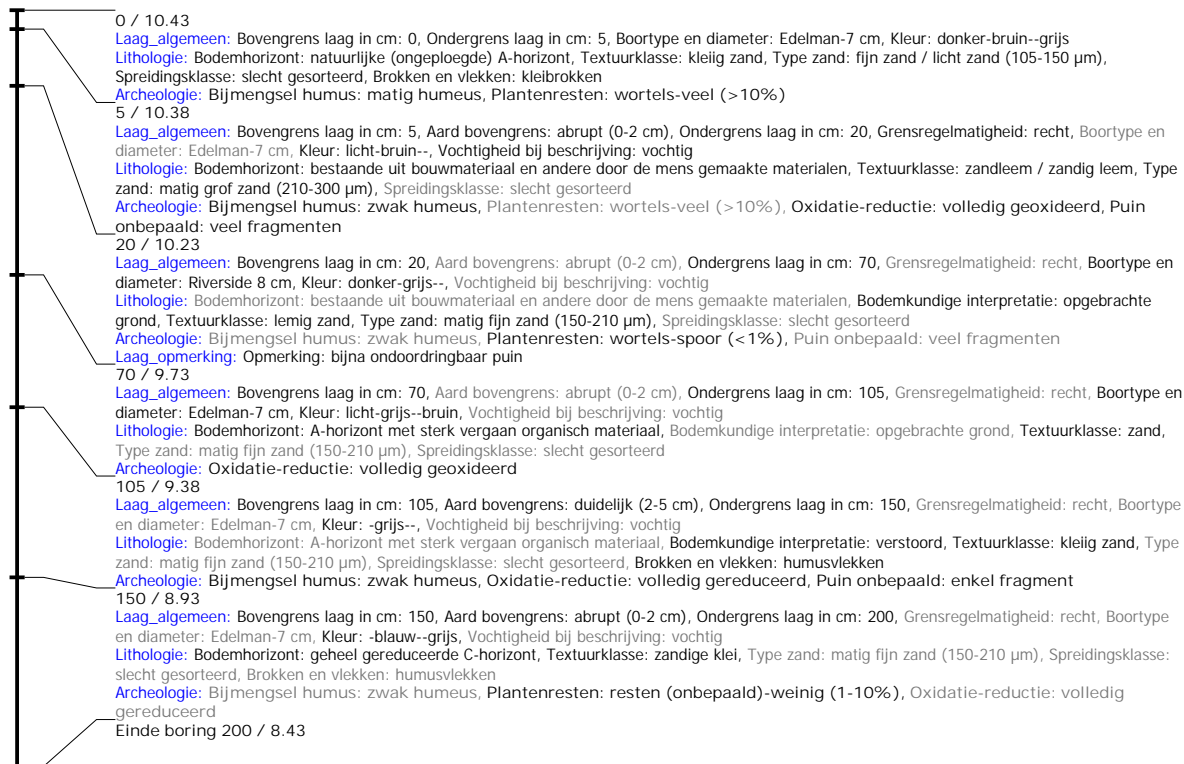 0 / 10.43
Laag_algemeen: Bovengrens laag in cm: 0, Ondergrens laag in cm: 5, Boortype en diameter: Edelman-7 cm, Kleur: donker-bruin--grijs
Lithologie: Bodemhorizont: natuurlijke (ongeploegde) A-horizont, Textuurklasse: kleiig zand, Type zand: fijn zand / licht zand (105-150 µm),
Spreidingsklasse: slecht gesorteerd, Brokken en vlekken: kleibrokken
Archeologie: Bijmengsel humus: matig humeus, Plantenresten: wortels-veel (>10%)
5 / 10.38
Laag_algemeen: Bovengrens laag in cm: 5, Aard bovengrens: abrupt (0-2 cm), Ondergrens laag in cm: 20, Grensregelmatigheid: recht, Boortype en
diameter: Edelman-7 cm, Kleur: licht-bruin--, Vochtigheid bij beschrijving: vochtig
Lithologie: Bodemhorizont: bestaande uit bouwmateriaal en andere door de mens gemaakte materialen, Textuurklasse: zandleem / zandig leem, Type
zand: matig grof zand (210-300 µm), Spreidingsklasse: slecht gesorteerd
Archeologie: Bijmengsel humus: zwak humeus, Plantenresten: wortels-veel (>10%), Oxidatie-reductie: volledig geoxideerd, Puin
onbepaald: veel fragmenten
20 / 10.23
Laag_algemeen: Bovengrens laag in cm: 20, Aard bovengrens: abrupt (0-2 cm), Ondergrens laag in cm: 70, Grensregelmatigheid: recht, Boortype en
diameter: Riverside 8 cm, Kleur: donker-grijs--, Vochtigheid bij beschrijving: vochtig
Lithologie: Bodemhorizont: bestaande uit bouwmateriaal en andere door de mens gemaakte materialen, Bodemkundige interpretatie: opgebrachte
grond, Textuurklasse: lemig zand, Type zand: matig fijn zand (150-210 µm), Spreidingsklasse: slecht gesorteerd
Archeologie: Bijmengsel humus: zwak humeus, Plantenresten: wortels-spoor (<1%), Puin onbepaald: veel fragmenten
Laag_opmerking: Opmerking: bijna ondoordringbaar puin
70 / 9.73
Laag_algemeen: Bovengrens laag in cm: 70, Aard bovengrens: abrupt (0-2 cm), Ondergrens laag in cm: 105, Grensregelmatigheid: recht, Boortype en
diameter: Edelman-7 cm, Kleur: licht-grijs--bruin, Vochtigheid bij beschrijving: vochtig
Lithologie: Bodemhorizont: A-horizont met sterk vergaan organisch materiaal, Bodemkundige interpretatie: opgebrachte grond, Textuurklasse: zand,
Type zand: matig fijn zand (150-210 µm), Spreidingsklasse: slecht gesorteerd
Archeologie: Oxidatie-reductie: volledig geoxideerd
105 / 9.38
Laag_algemeen: Bovengrens laag in cm: 105, Aard bovengrens: duidelijk (2-5 cm), Ondergrens laag in cm: 150, Grensregelmatigheid: recht, Boortype
en diameter: Edelman-7 cm, Kleur: -grijs--, Vochtigheid bij beschrijving: vochtig
Lithologie: Bodemhorizont: A-horizont met sterk vergaan organisch materiaal, Bodemkundige interpretatie: verstoord, Textuurklasse: kleiig zand, Type
zand: matig fijn zand (150-210 µm), Spreidingsklasse: slecht gesorteerd, Brokken en vlekken: humusvlekken
Archeologie: Bijmengsel humus: zwak humeus, Oxidatie-reductie: volledig gereduceerd, Puin onbepaald: enkel fragment
150 / 8.93
Laag_algemeen: Bovengrens laag in cm: 150, Aard bovengrens: abrupt (0-2 cm), Ondergrens laag in cm: 200, Grensregelmatigheid: recht, Boortype
en diameter: Edelman-7 cm, Kleur: -blauw--grijs, Vochtigheid bij beschrijving: vochtig
Lithologie: Bodemhorizont: geheel gereduceerde C-horizont, Textuurklasse: zandige klei, Type zand: matig fijn zand (150-210 µm), Spreidingsklasse:
slecht gesorteerd, Brokken en vlekken: humusvlekken
Archeologie: Bijmengsel humus: zwak humeus, Plantenresten: resten (onbepaald)-weinig (1-10%), Oxidatie-reductie: volledig
gereduceerd
Einde boring 200 / 8.43